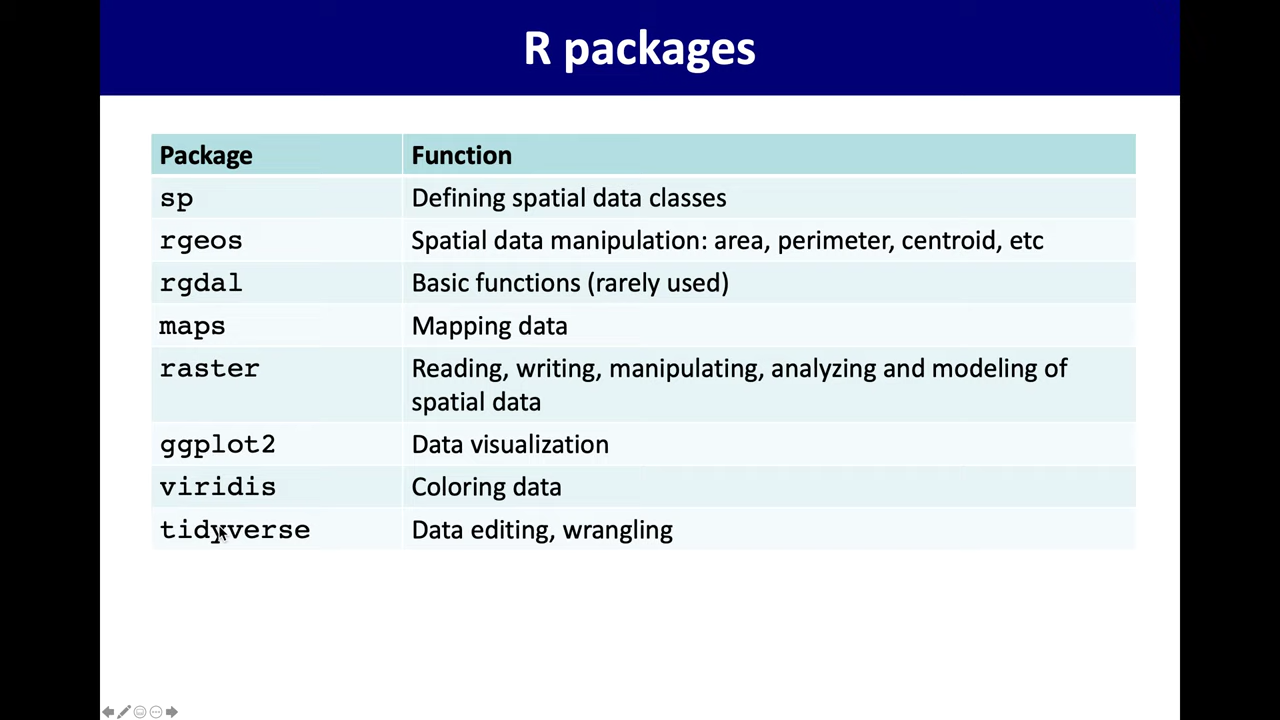 R packages
Package Function
sp Defining spatial data classes
rgeos Spatial data manipulation: area, perimeter, centroid, etc
rgdal Basic functions (rarely used)
maps Mapping data
raster Reading, writing, manipulating, analyzing and modeling of
spatial data
ggplot2 Data visualization
viridis Coloring data
tidyverse Data editing, wrangling